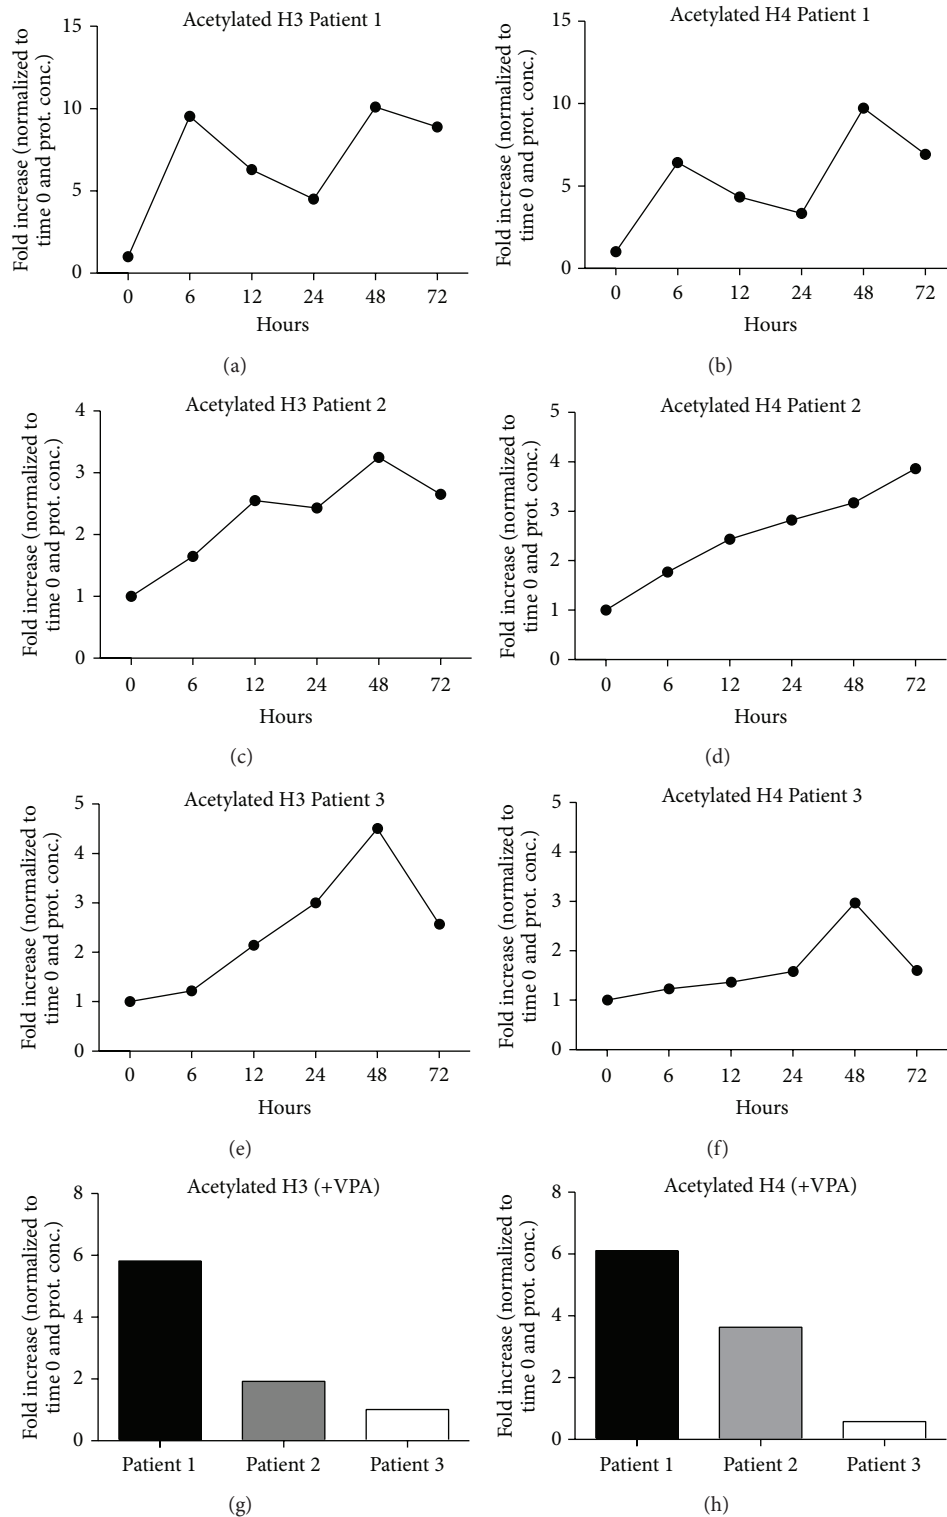 Acetylated H3 Patient 1
Fold increase (normalized to
time 0 and prot. conc.)
15
10
5
0
0 6 12 24 48 72
Hours
(a)
Acetylated H4 Patient 1
Fold increase (normalized to
time 0 and prot. conc.)
15
10
5
0
0 6 12 24 48 72
Hours
(b)
Acetylated H3 Patient 2
Fold increase (normalized to
time 0 and prot. conc.)
4
3
2
1
0
0 6 12 24 48 72
Hours
(c)
Acetylated H4 Patient 2
Fold increase (normalized to
time 0 and prot. conc.)
5
4
3
2
1
0
0 6 12 24 48 72
Hours
(d)
Acetylated H3 Patient 3
Fold increase (normalized to
time 0 and prot. conc.)
5
4
3
2
1
0
0 6 12 24 48 72
Hours
(e)
Acetylated H4 Patient 3
Fold increase (normalized to
time 0 and prot. conc.)
5
4
3
2
1
0
0 6 12 24 48 72
Hours
(f)
Acetylated H3 (+VPA)
Fold increase (normalized to
time 0 and prot. conc.)
8
6
4
2
0
Patient 1 Patient 2 Patient 3
(g)
Acetylated H4 (+VPA)
Fold increase (normalized to
time 0 and prot. conc.)
8
6
4
2
0
Patient 1 Patient 2 Patient 3
(h)